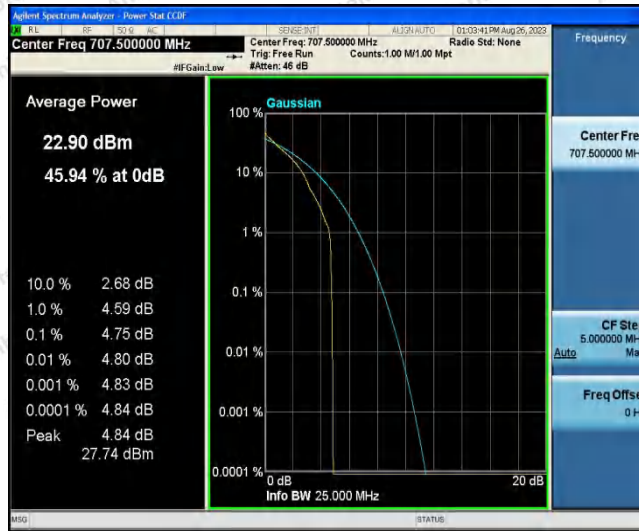 Agilent Spectrum Analyzer - Power Stat CCDF
RL RF 50 Ω AC SENSE:INT ALIGN AUTO 01:03:41 PM Aug 26, 2023
Center Freq 707.500000 MHz
Center Freq: 707.500000 MHz Radio Std: None
Trig: Free Run Counts:1.00 M/1.00 Mpt
#IFGain:Low #Atten: 46 dB
Frequency
Average Power
22.90 dBm
45.94 % at 0dB
10.0 % 2.68 dB
1.0 % 4.59 dB
0.1 % 4.75 dB
0.01 % 4.80 dB
0.001 % 4.83 dB
0.0001 % 4.84 dB
Peak 4.84 dB
27.74 dBm
Gaussian
100 %
10 %
1 %
0.1 %
0.01 %
0.001 %
0.0001 %
0 dB 20 dB
Info BW 25.000 MHz
Center Fre
707.500000 MH
CF Ste
5.000000 MH
Auto Ma
Freq Offse
0 H
MSG STATUS